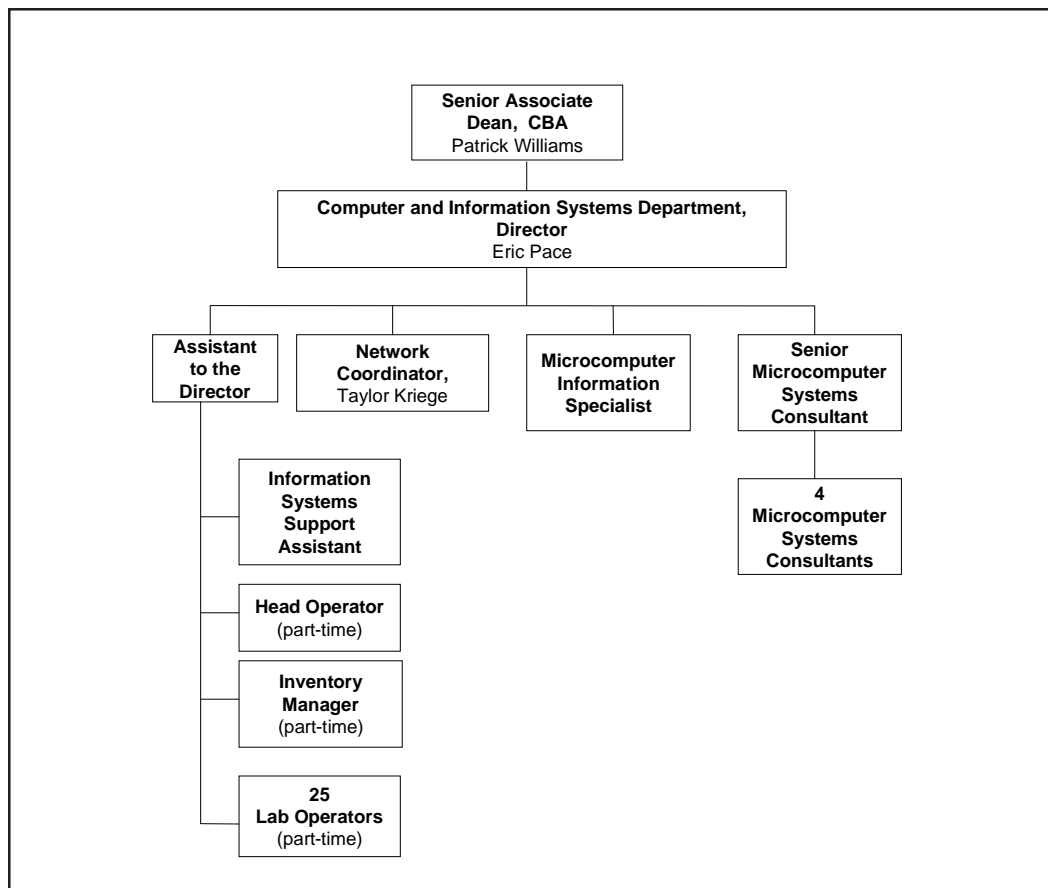 Senior Associate
Dean, CBA
Patrick Williams
Computer and Information Systems Department,
Director
Eric Pace
Assistant
to the
Director
Network
Coordinator,
Taylor Kriege
Microcomputer
Information
Specialist
Senior
Microcomputer
Systems
Consultant
Information
Systems
Support
Assistant
4
Microcomputer
Systems
Consultants
Head Operator
(part-time)
Inventory
Manager
(part-time)
25
Lab Operators
(part-time)